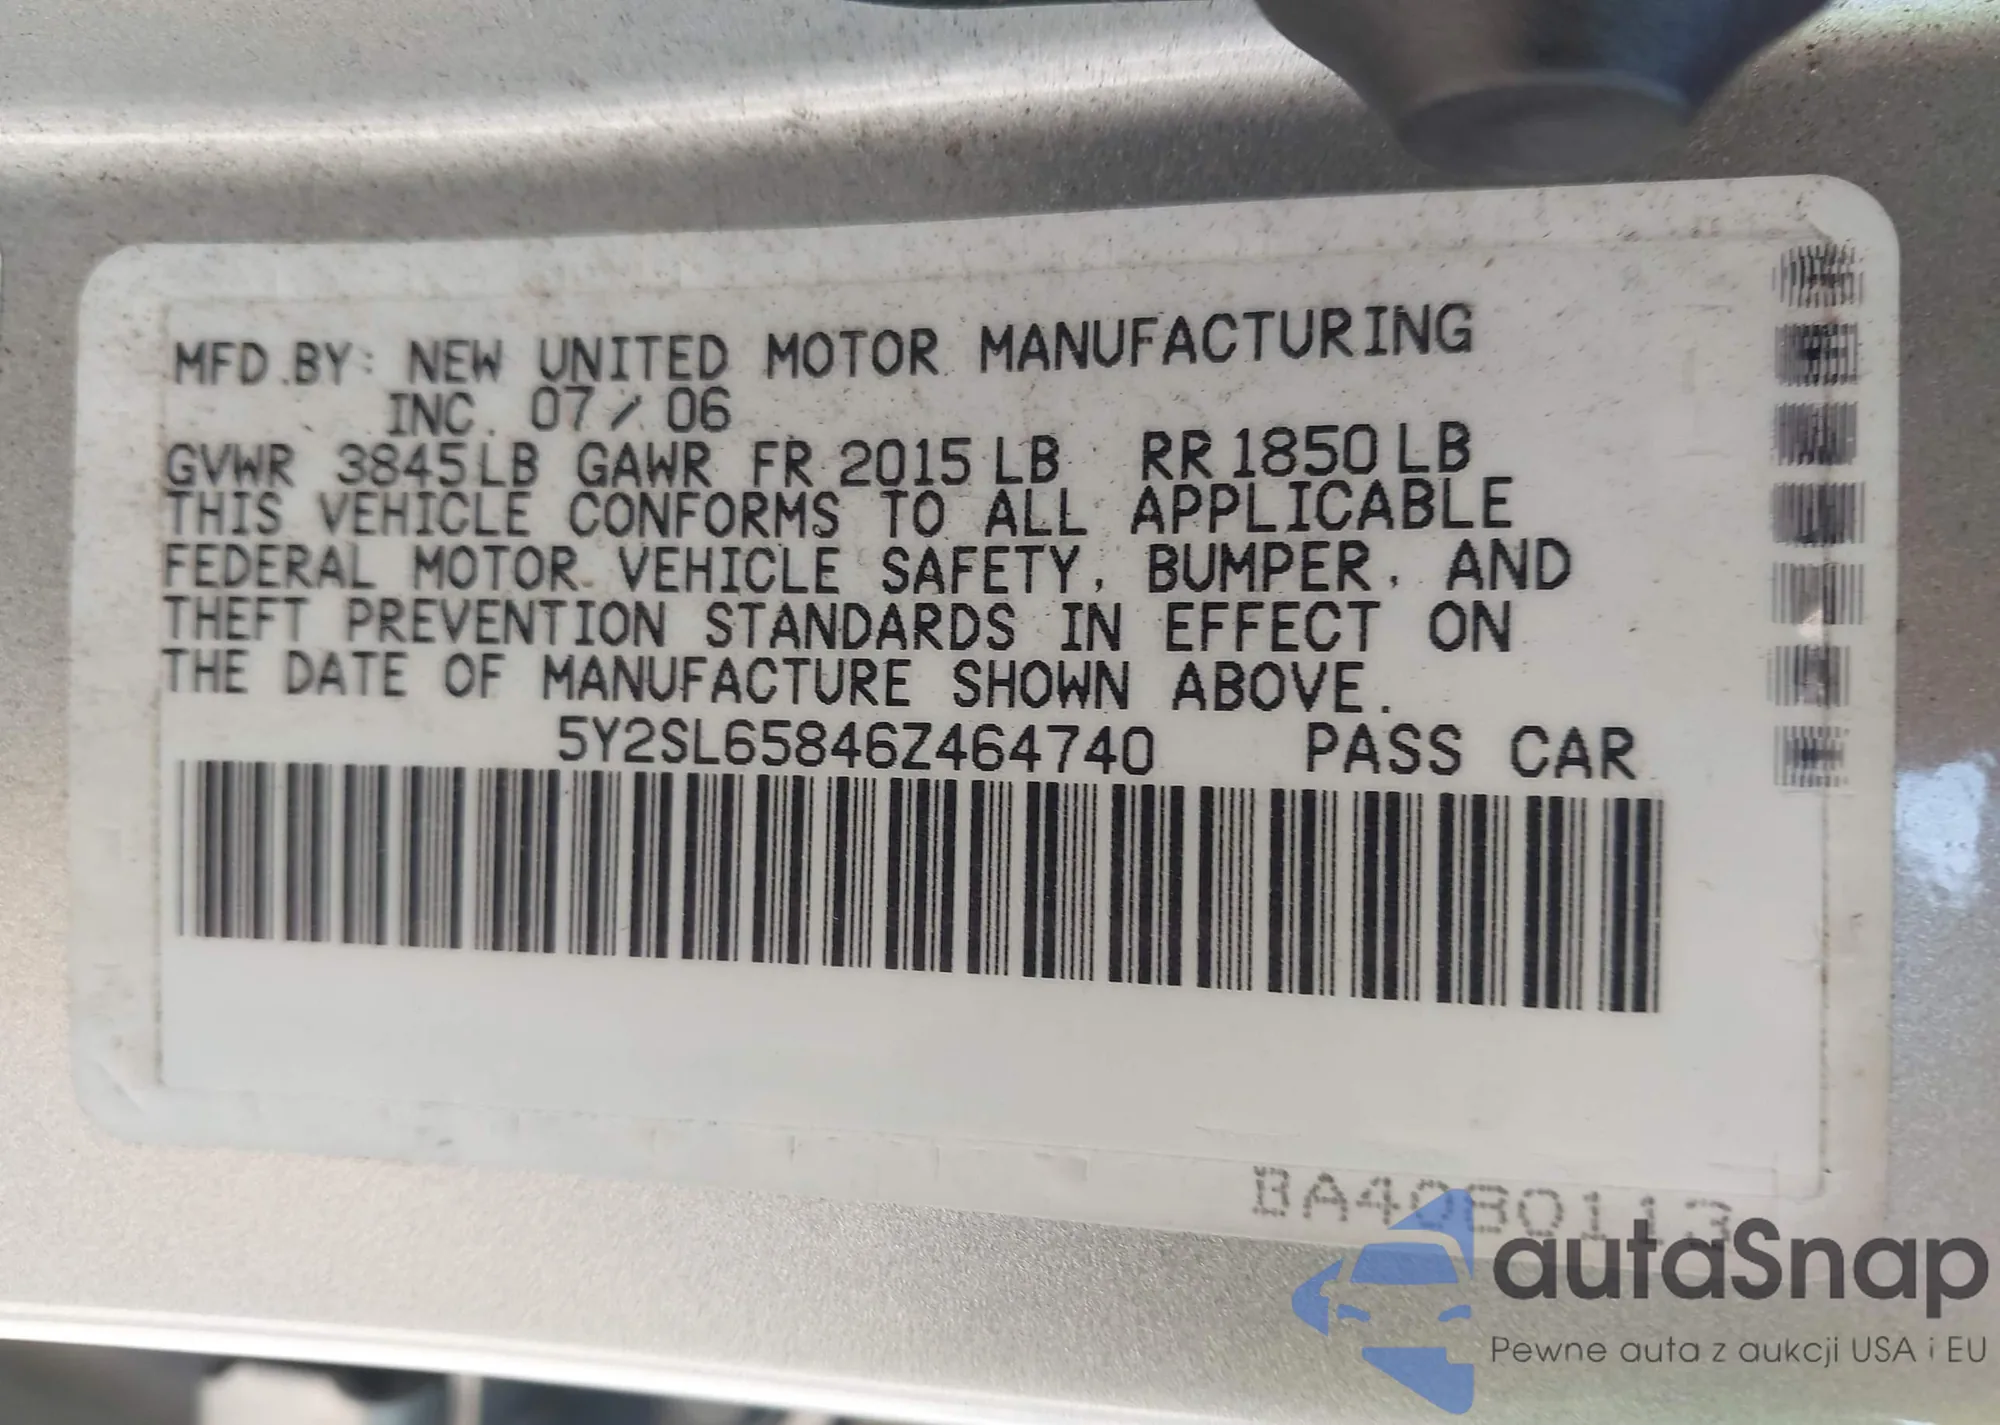 MFD.BY: NEW UNITED MOTOR MANUFACTURING
INC. 07/06
GVWR 3845LB GAWR FR 2015 LB RR 1850 LB
THIS VEHICLE CONFORMS TO ALL APPLICABLE
FEDERAL MOTOR VEHICLE SAFETY, BUMPER, AND
THEFT PREVENTION STANDARDS IN EFFECT ON
THE DATE OF MANUFACTURE SHOWN ABOVE.
5Y2SL65846Z464740 PASS CAR
autaSnap
Pewne auta z aukcji USA i EU